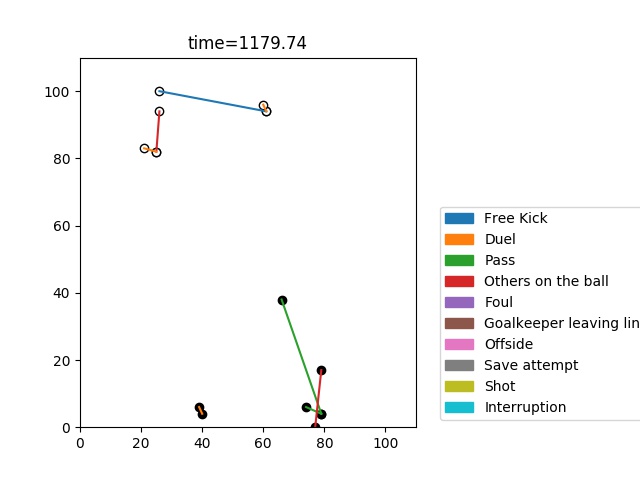 time=1179.74
100
80
60
40
20
0
0 20 40 60 80 100
Free Kick
Duel
Pass
Others on the ball
Foul
Goalkeeper leaving lin
Offside
Save attempt
Shot
Interruption